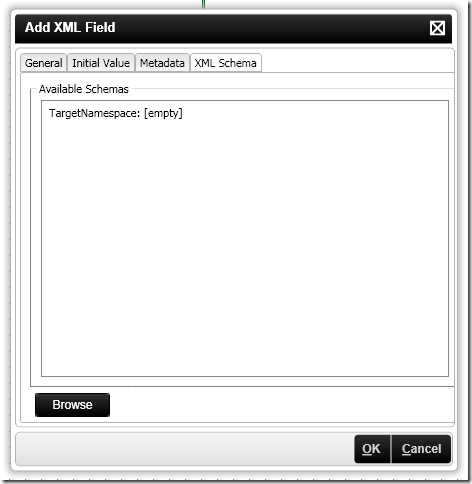 Add XML Field
General Initial Value Metadata XML Schema
Available Schemas
TargetNamespace: [empty]
Browse
OK Cancel